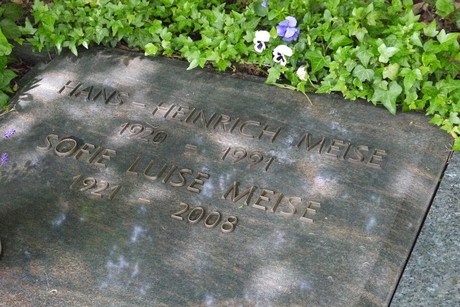 HANS-HEINRICH MEISE
1920 - 1991
SOFIE LUISE MEISE
1921 - 2008